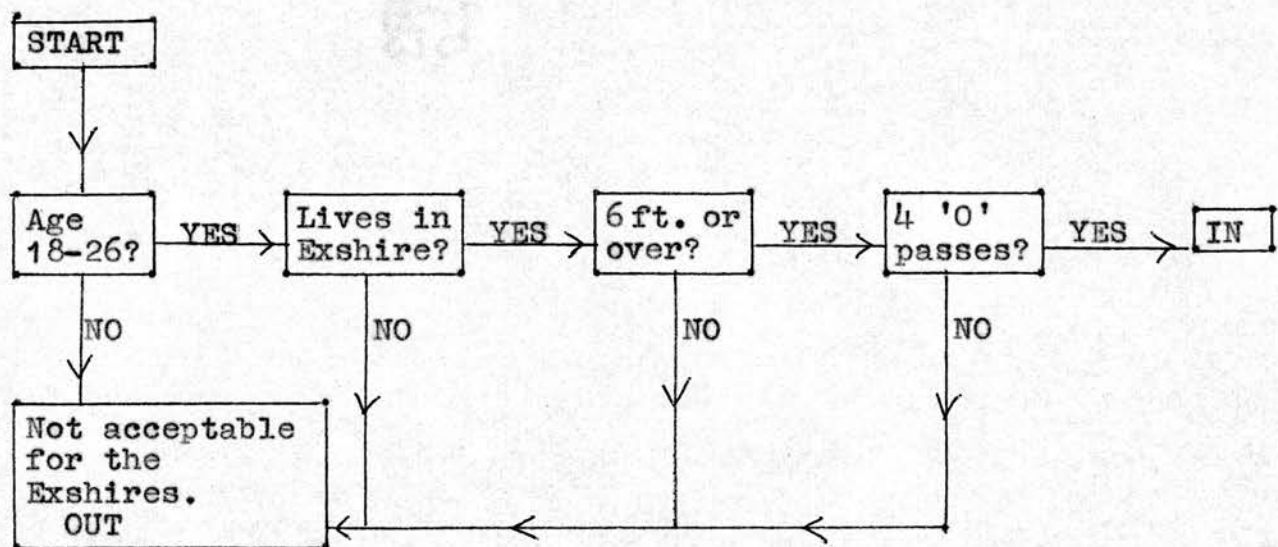 START
Age
18-26?
YES
Lives in
Exshire?
YES
6 ft. or
over?
YES
4 'O'
passes?
YES
IN
NO
NO
NO
NO
Not acceptable
for the
Exshires.
OUT